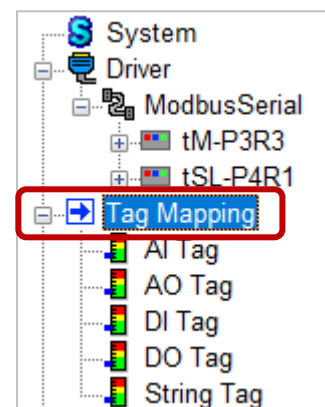 System
Driver
ModbusSerial
tM-P3R3
tSL-P4R1
Tag Mapping
AI Tag
AO Tag
DI Tag
DO Tag
String Tag